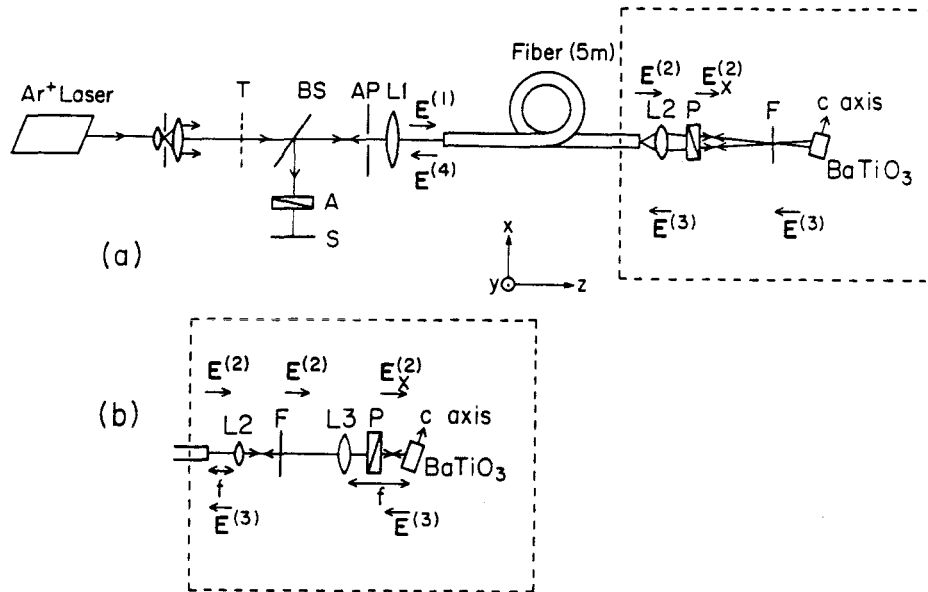 Ar+ Laser
T
BS
AP
L1
E(1)
E(4)
Fiber (5m)
E(2)
L2
P
E(2)x
F
c axis
BaTiO3
E(3)
E(3)
A
S
(a)
x
y
z
(b)
E(2)
E(2)
E(2)x
L2
F
L3
P
c axis
BaTiO3
f
f
E(3)
E(3)